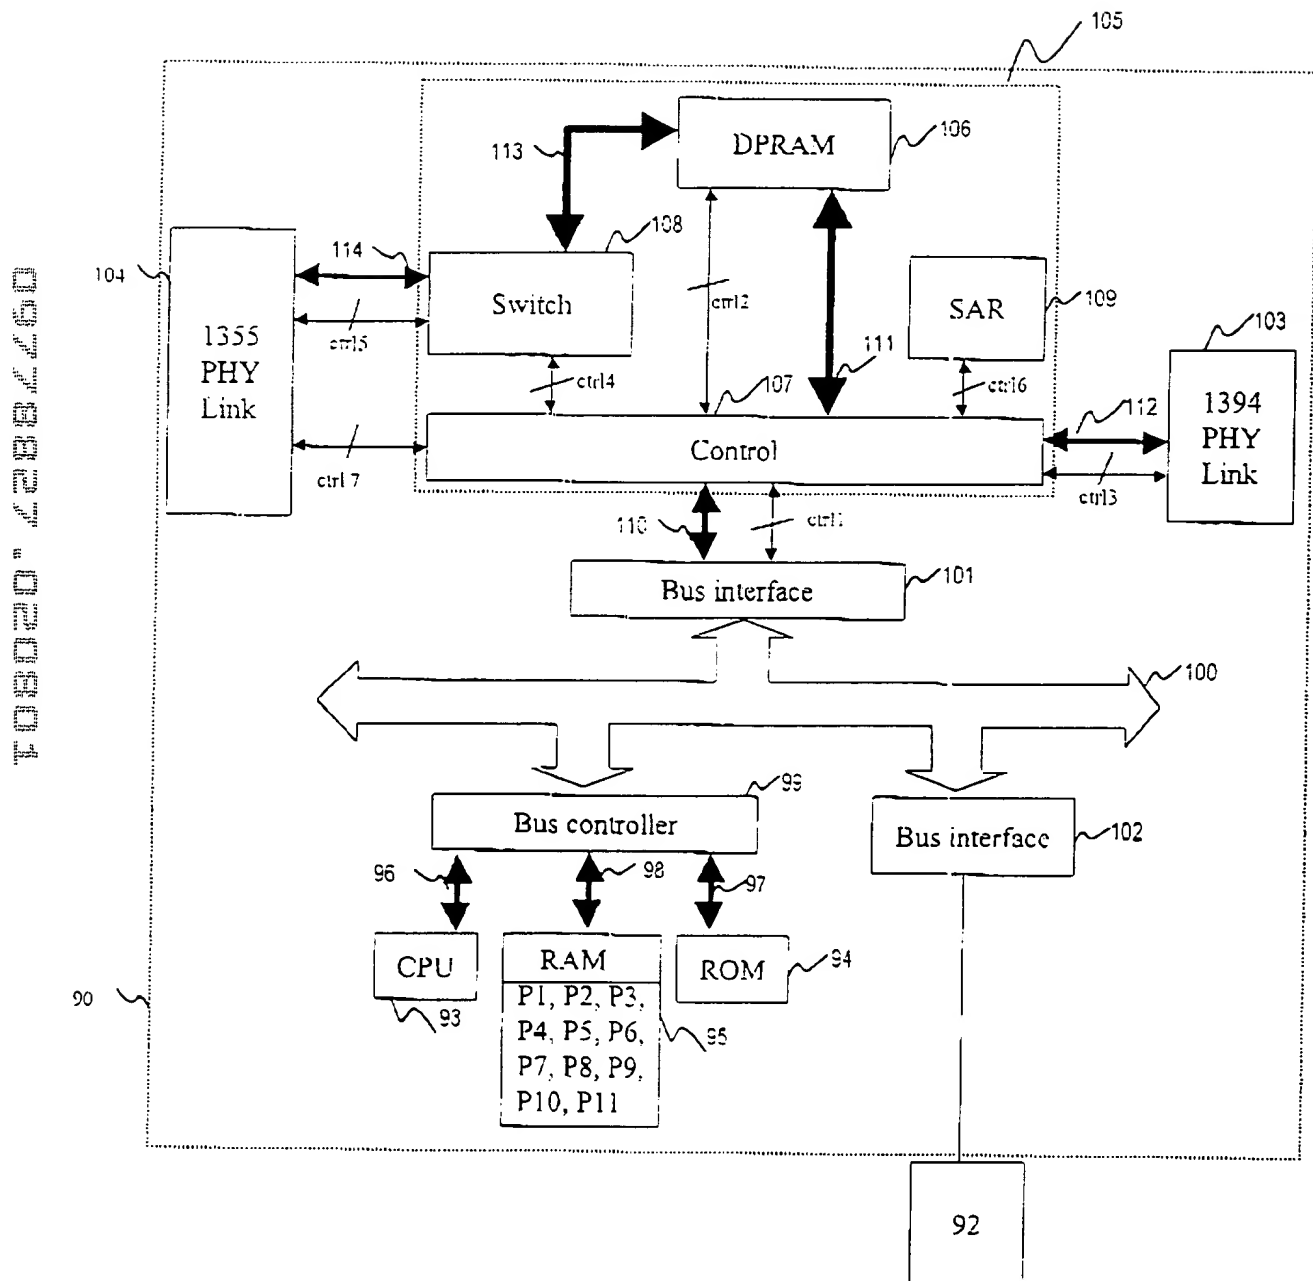 105
DPRAM
106
113
108
114
104
Switch
ctrl2
SAR
109
103
1355
PHY
Link
ctrl5
111
ctrl4
107
ctrl6
112
1394
PHY
Link
Control
ctrl7
ctrl3
110
ctrl1
Bus interface
101
100
99
Bus controller
Bus interface
102
96
98
97
CPU
RAM
ROM
94
90
93
P1, P2, P3,
P4, P5, P6,
95
P7, P8, P9,
P10, P11
92
09778827.020801